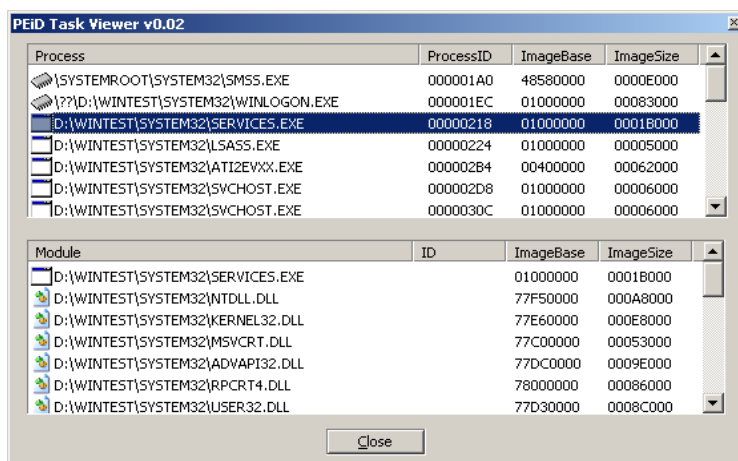 PEiD Task Viewer v0.02
Process ProcessID ImageBase ImageSize
\SYSTEMROOT\SYSTEM32\SMSS.EXE 000001A0 48580000 0000E000
\??\D:\WINTEST\SYSTEM32\WINLOGON.EXE 000001EC 01000000 00083000
D:\WINTEST\SYSTEM32\SERVICES.EXE 00000218 01000000 0001B000
D:\WINTEST\SYSTEM32\LSASS.EXE 00000224 01000000 00005000
D:\WINTEST\SYSTEM32\ATI2EVXX.EXE 000002B4 00400000 00062000
D:\WINTEST\SYSTEM32\SVCHOST.EXE 000002D8 01000000 00006000
D:\WINTEST\SYSTEM32\SVCHOST.EXE 0000030C 01000000 00006000
Module ID ImageBase ImageSize
D:\WINTEST\SYSTEM32\SERVICES.EXE 01000000 0001B000
D:\WINTEST\SYSTEM32\NTDLL.DLL 77F50000 000A8000
D:\WINTEST\SYSTEM32\KERNEL32.DLL 77E60000 000E8000
D:\WINTEST\SYSTEM32\MSVCRT.DLL 77C00000 00053000
D:\WINTEST\SYSTEM32\ADVAPI32.DLL 77DC0000 0009E000
D:\WINTEST\SYSTEM32\RPCRT4.DLL 78000000 00086000
D:\WINTEST\SYSTEM32\USER32.DLL 77D30000 0008C000
Close